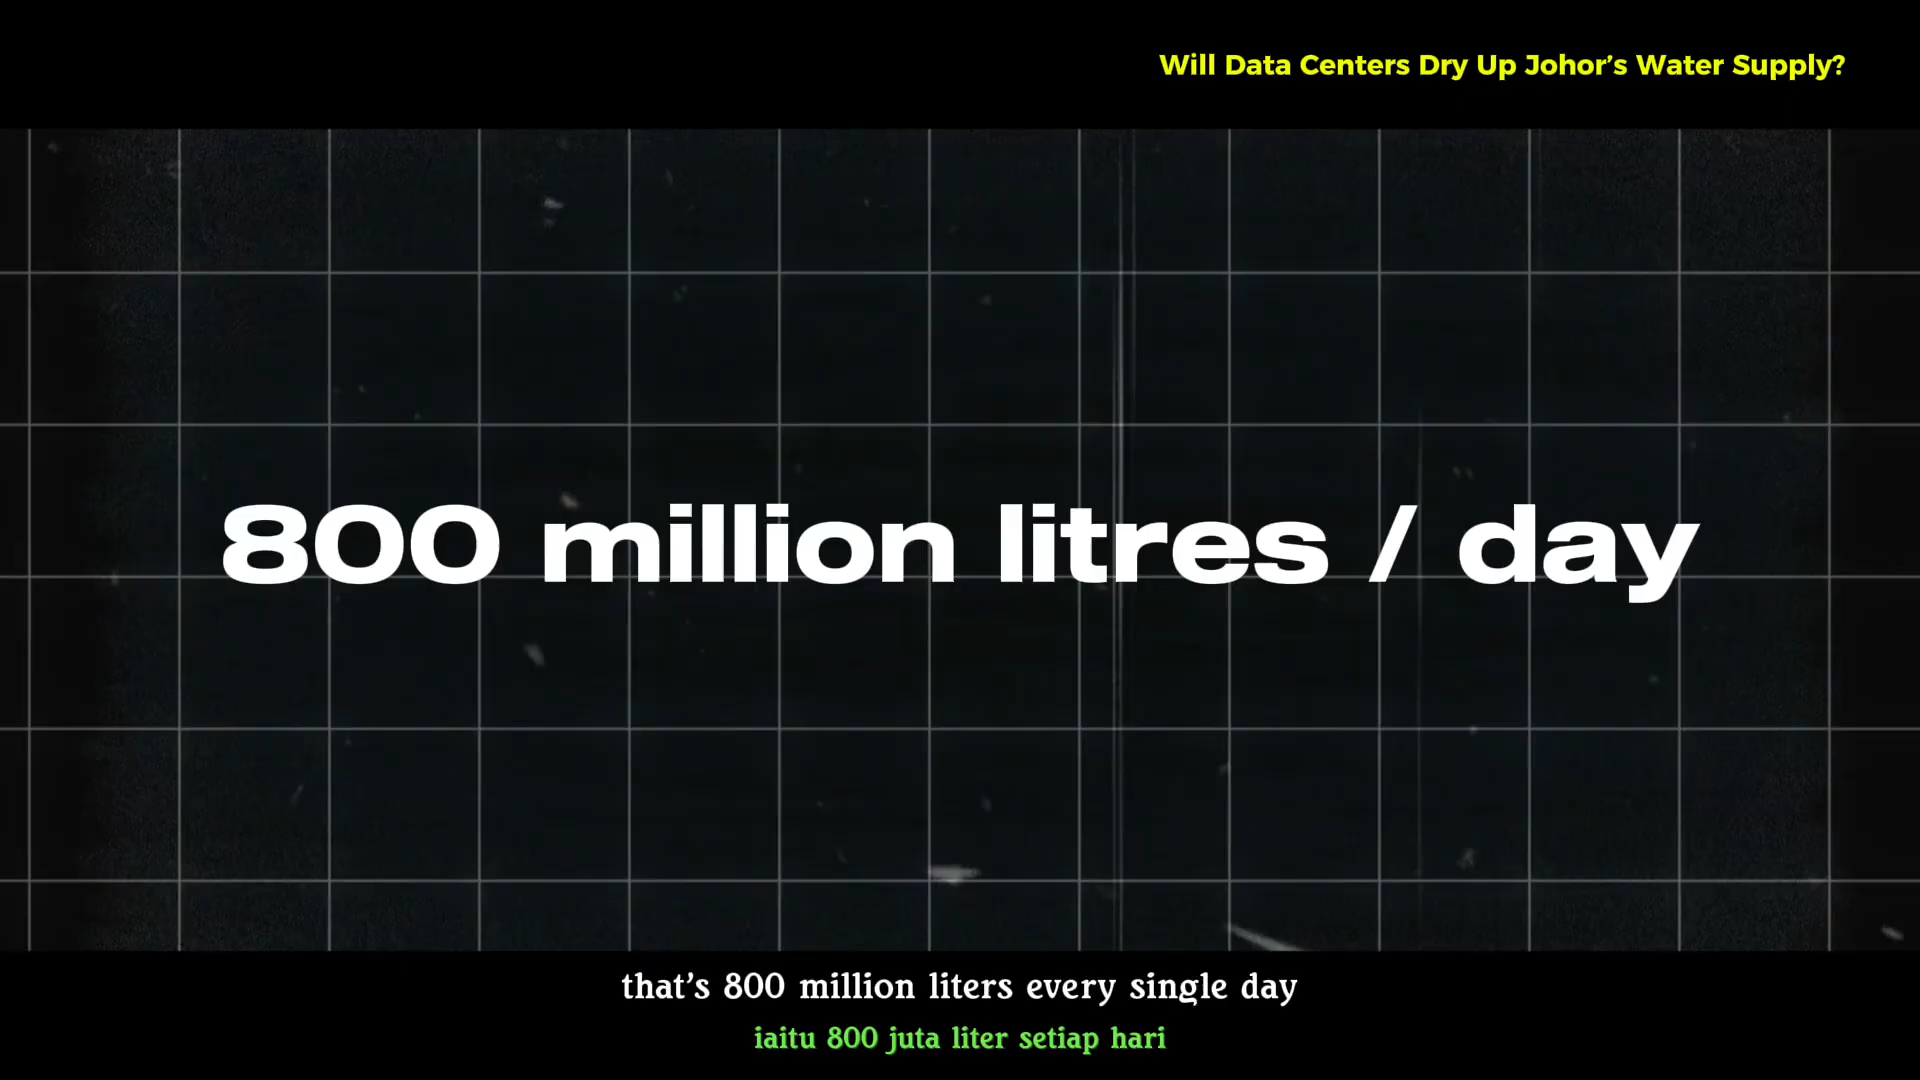 Will Data Centers Dry Up Johor’s Water Supply?
800 million litres / day
that’s 800 million liters every single day
iaitu 800 juta liter setiap hari